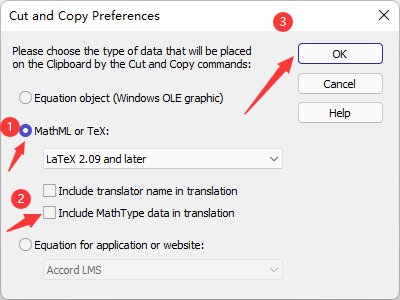 Cut and Copy Preferences
3
Please choose the type of data that will be placed
on the Clipboard by the Cut and Copy commands:
OK
Cancel
Help
Equation object (Windows OLE graphic)
1
MathML or TeX:
LaTeX 2.09 and later
Include translator name in translation
2
Include MathType data in translation
Equation for application or website:
Accord LMS